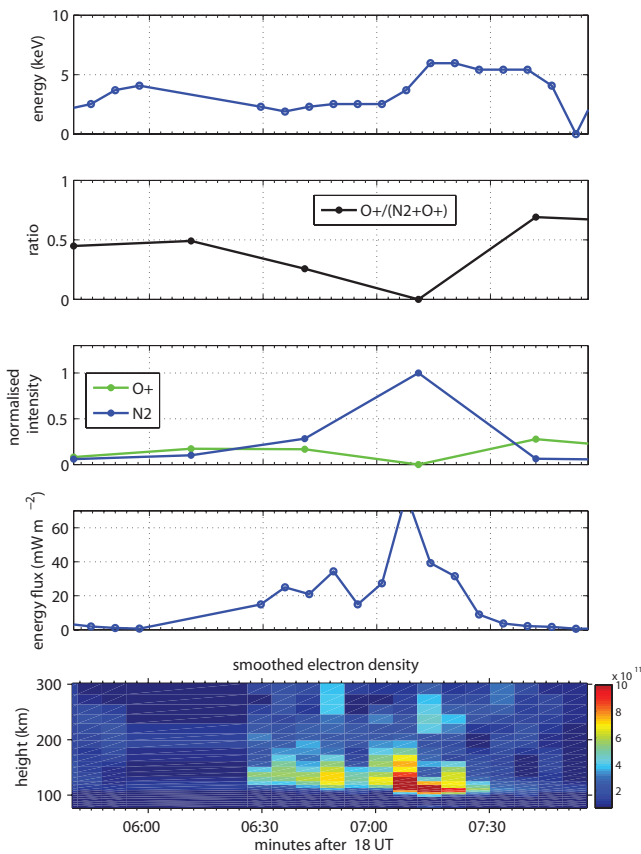 10
5
0
energy (keV)
1
0.5
0
ratio
O+/(N2+O+)
1
0.5
0
normalised
intensity
O+
N2
60
40
20
0
energy flux (mW m −2)
smoothed electron density
300
200
100
height (km)
x 10 11
10
8
6
4
2
06:00 06:30 07:00 07:30
minutes after 18 UT